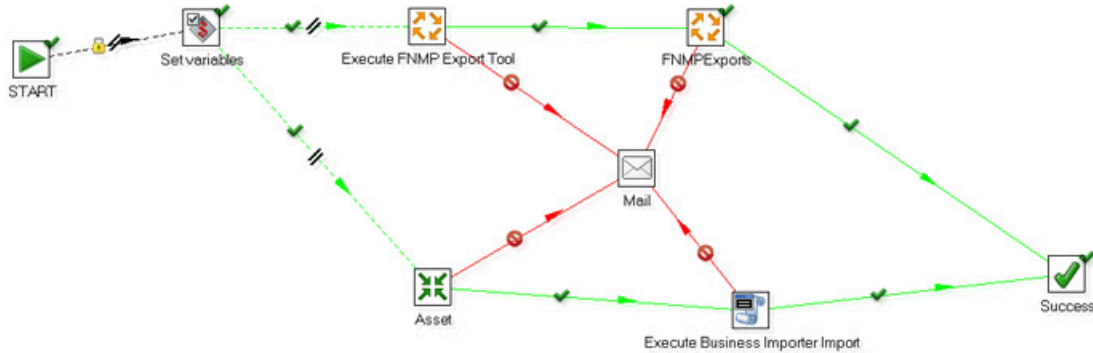 START
Set variables
Execute FNMP Export Tool
FNMPExports
Mail
Asset
Execute Business Importer Import
Success